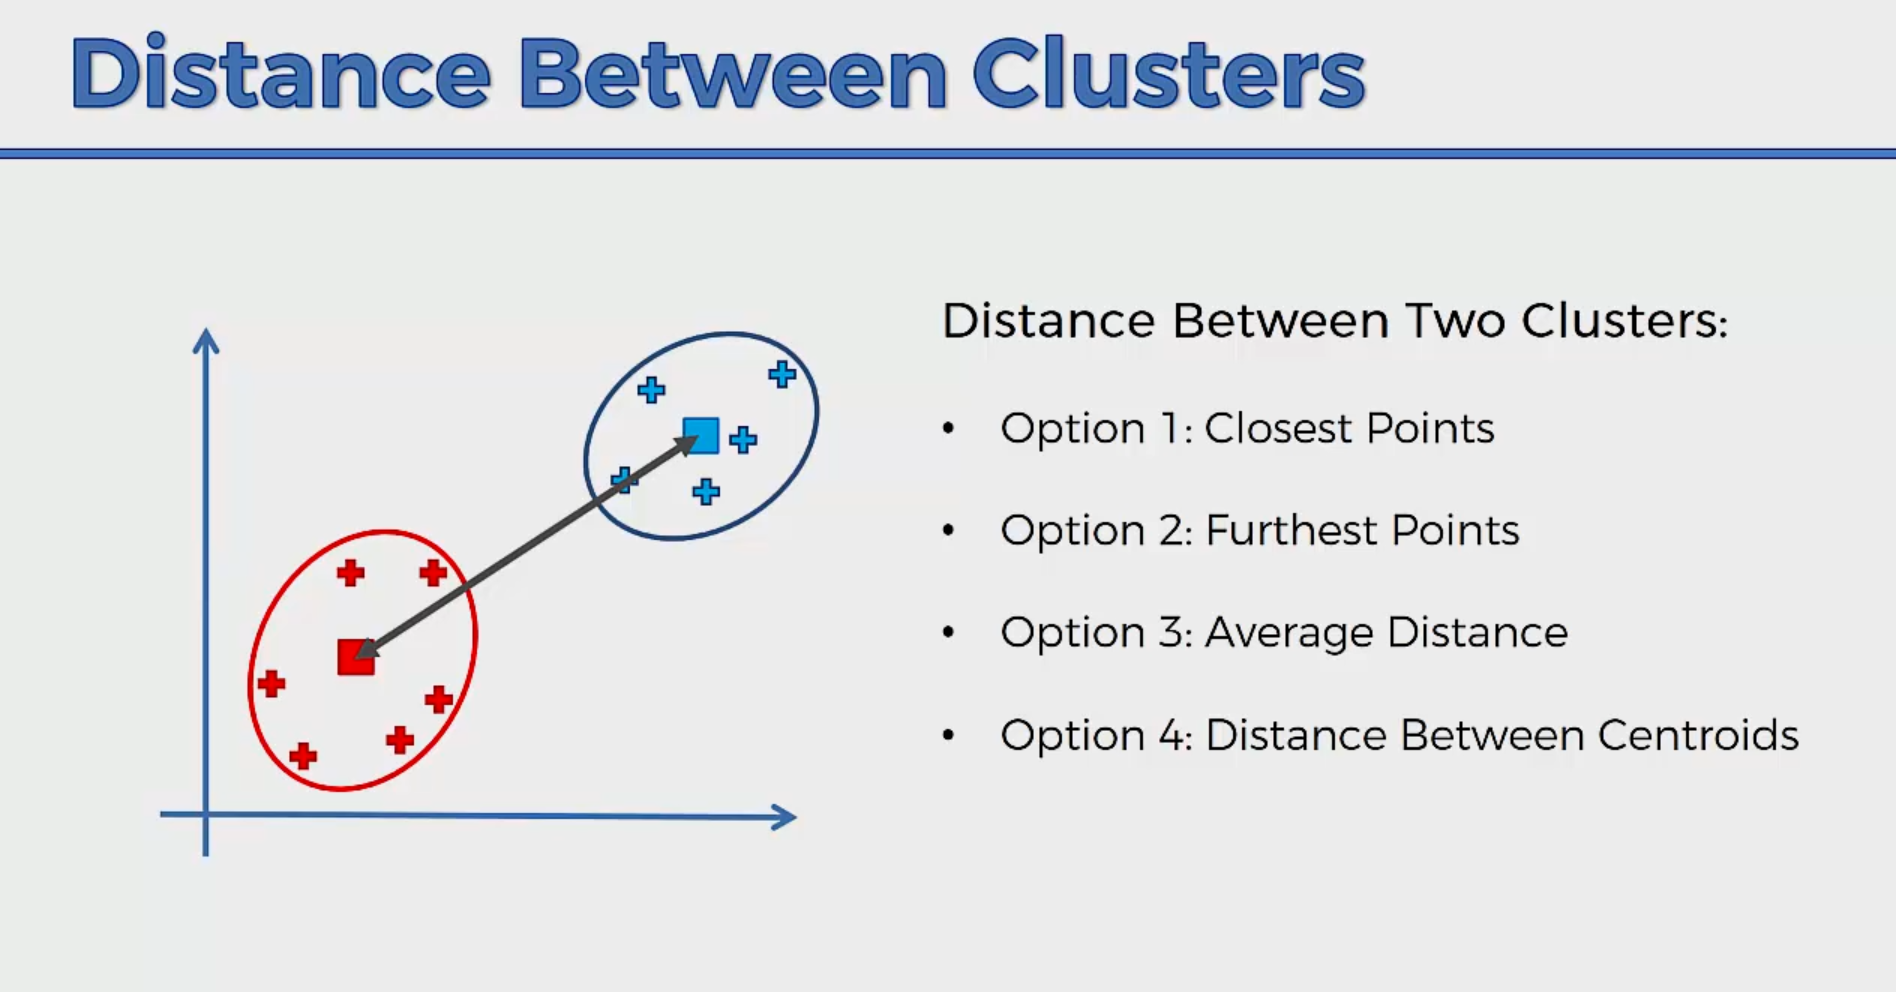 Distance Between Clusters
Distance Between Two Clusters:
• Option 1: Closest Points
• Option 2: Furthest Points
• Option 3: Average Distance
• Option 4: Distance Between Centroids